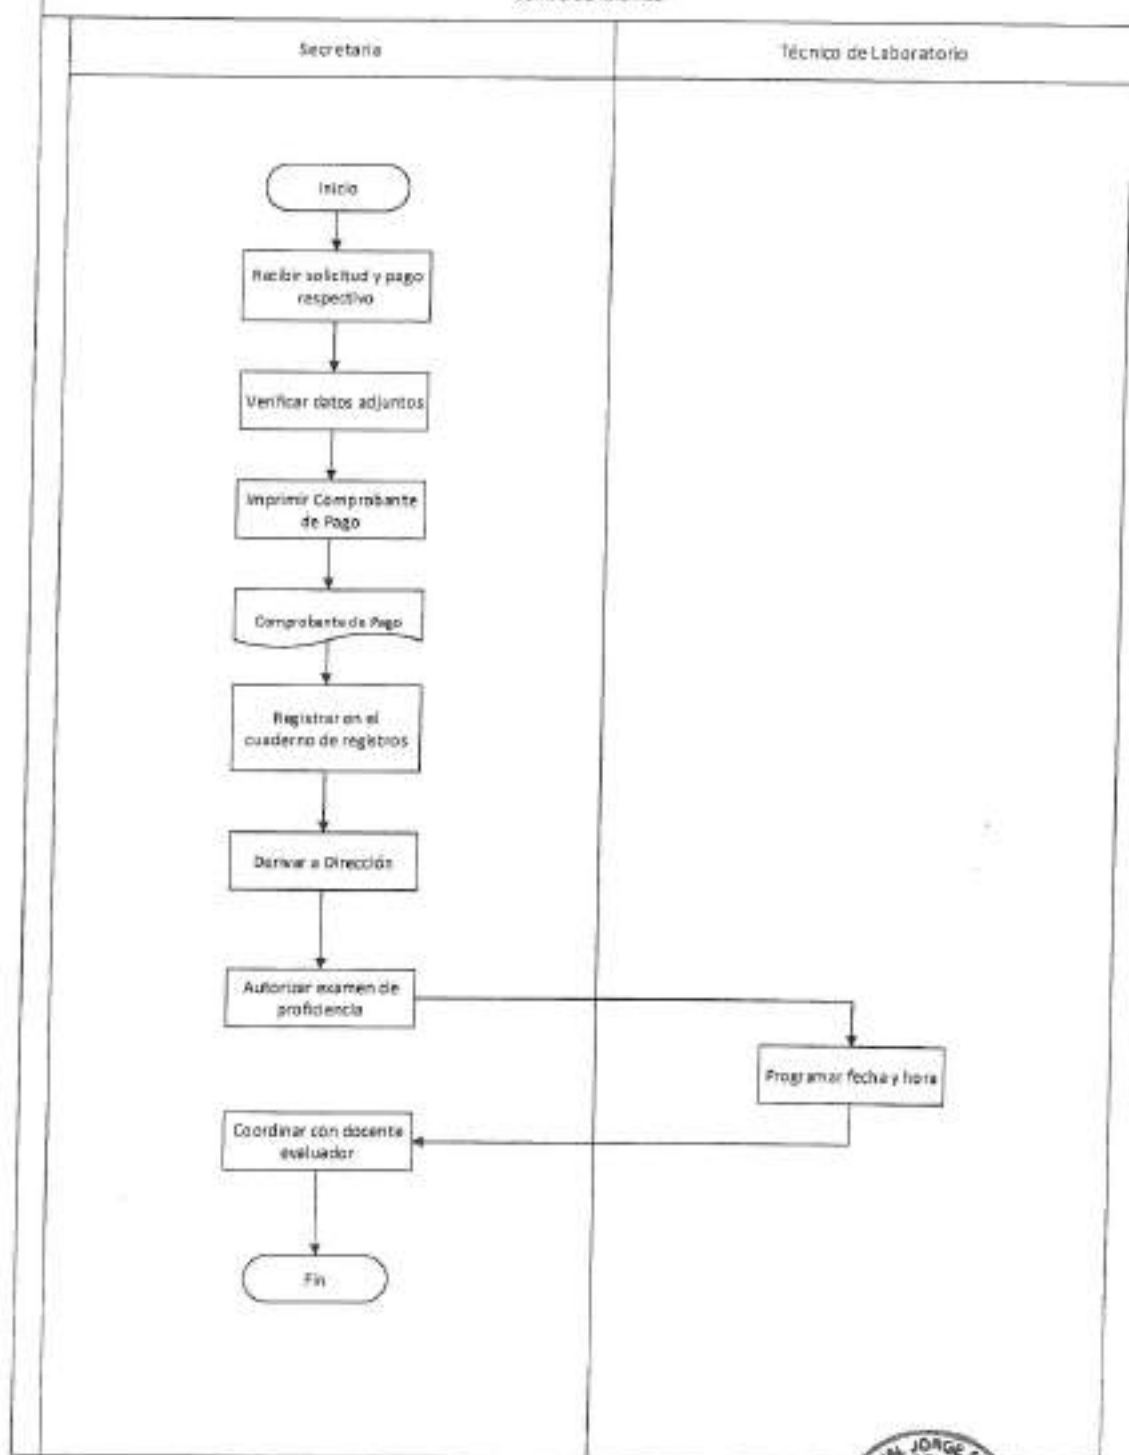 Secretaria
Técnico de Laboratorio
Inicio
Recibir solicitud y pago
respectivo
Verificar datos adjuntos
Imprimir Comprobante
de Pago
Comprobante de Pago
Registrar en el
cuaderno de registros
Derivar a Dirección
Autorizar examen de
proficiencia
Programar fecha y hora
Coordinar con docente
evaluador
Fin
JORGE